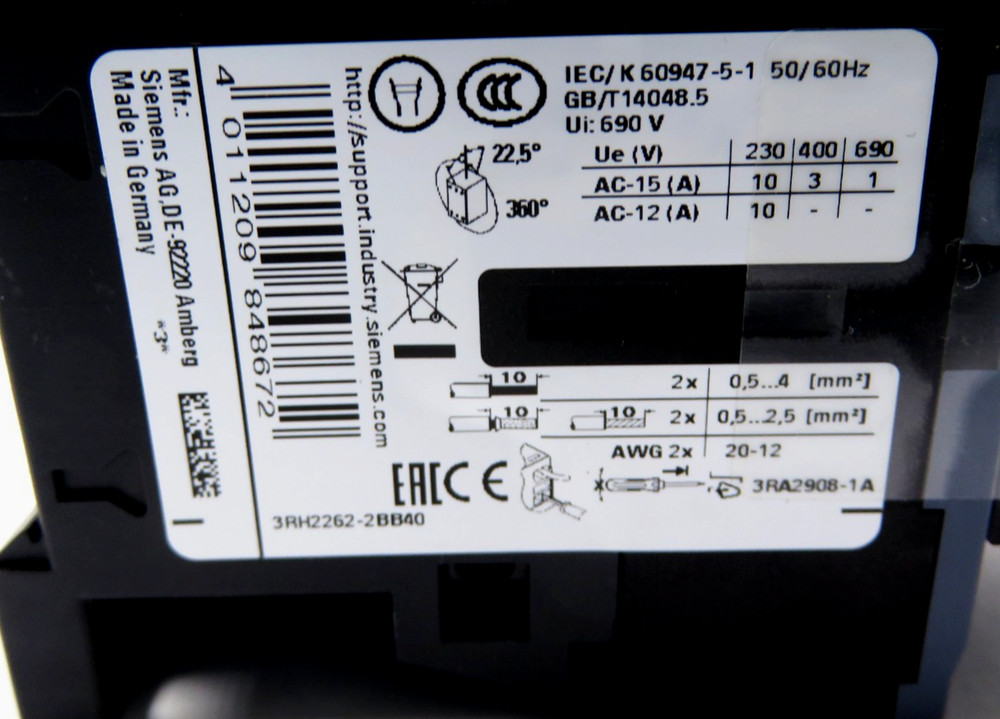 Mfr.:
Siemens AG,DE-92220 Amberg
Made in Germany
"3"
4 011209 848672
http://support.industry.siemens.com
CCC
IEC/K 60947-5-1 50/60Hz
GB/T14048.5
Ui: 690 V
22,5°
360°
Ue (V) 230 400 690
AC-15 (A) 10 3 1
AC-12 (A) 10 - -
10 2x 0,5...4 [mm²]
10 10 2x 0,5...2,5 [mm²]
AWG 2x 20-12
EAC CE
3RA2908-1A
3RH2262-2BB40